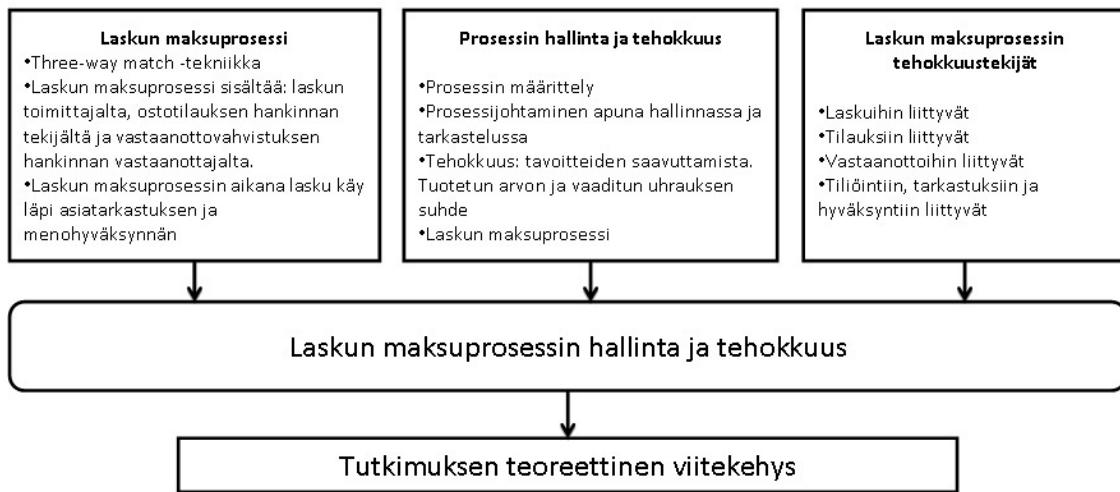 Laskun maksuprosessi
•Three-way match -tekniikka
•Laskun maksuprosessi sisältää: laskun
toimittajalta, ostotilauksen hankinnan
tekijältä ja vastaanottovahvistuksen
hankinnan vastaanottajalta.
•Laskun maksuprosessin aikana lasku käy
läpi asiatarkastuksen ja
menohyväksynnän
Prosessin hallinta ja tehokkuus
•Prosessin määrittely
•Prosessijohtaminen apuna hallinnassa ja
tarkastelussa
•Tehokkuus: tavoitteiden saavuttamista.
Tuotetun arvon ja vaaditun uhrauksen
suhde
•Laskun maksuprosessi
Laskun maksuprosessin
tehokkuustekijät
•Laskuihin liittyvät
•Tilauksiin liittyvät
•Vastaanottoihin liittyvät
•Tiliöintiin, tarkastuksiin ja
hyväksyntiin liittyvät
Laskun maksuprosessin hallinta ja tehokkuus
Tutkimuksen teoreettinen viitekehys